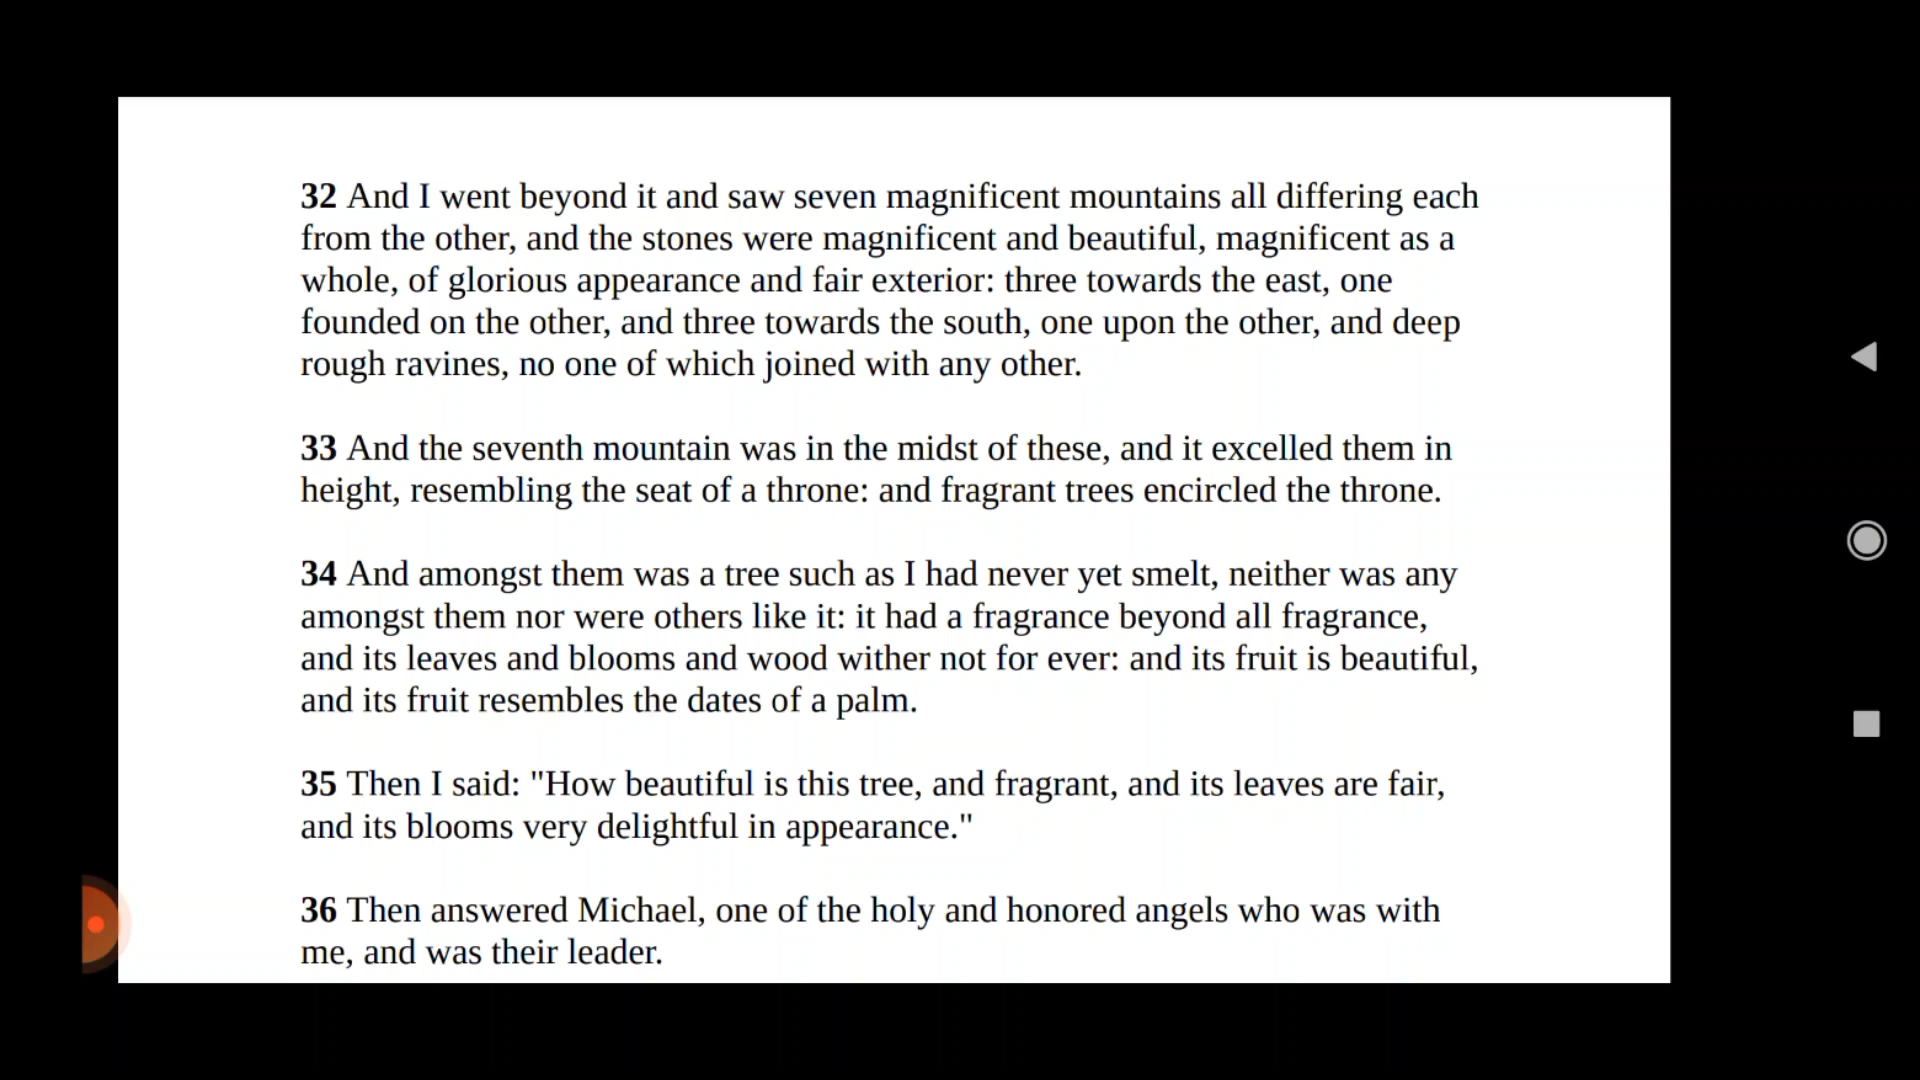 32 And I went beyond it and saw seven magnificent mountains all differing each
from the other, and the stones were magnificent and beautiful, magnificent as a
whole, of glorious appearance and fair exterior: three towards the east, one
founded on the other, and three towards the south, one upon the other, and deep
rough ravines, no one of which joined with any other.
33 And the seventh mountain was in the midst of these, and it excelled them in
height, resembling the seat of a throne: and fragrant trees encircled the throne.
34 And amongst them was a tree such as I had never yet smelt, neither was any
amongst them nor were others like it: it had a fragrance beyond all fragrance,
and its leaves and blooms and wood wither not for ever: and its fruit is beautiful,
and its fruit resembles the dates of a palm.
35 Then I said: "How beautiful is this tree, and fragrant, and its leaves are fair,
and its blooms very delightful in appearance."
36 Then answered Michael, one of the holy and honored angels who was with
me, and was their leader.